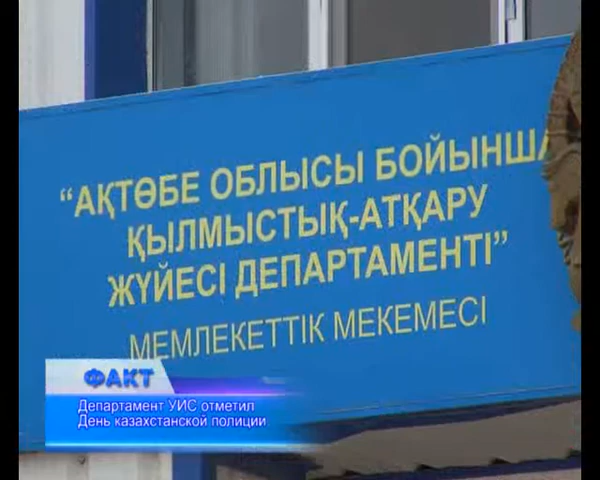 “АҚТӨБЕ ОБЛЫСЫ БОЙЫНША
ҚЫЛМЫСТЫҚ-АТҚАРУ
ЖҮЙЕСІ ДЕПАРТАМЕНТІ”
МЕМЛЕКЕТТІК МЕКЕМЕСІ
ФАКТ
Департамент УИС отметил
День казахстанской полиции